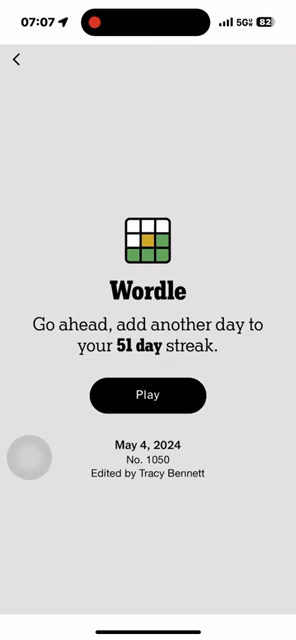 07:07
5G
82
Wordle
Go ahead, add another day to
your 51 day streak.
Play
May 4, 2024
No. 1050
Edited by Tracy Bennett